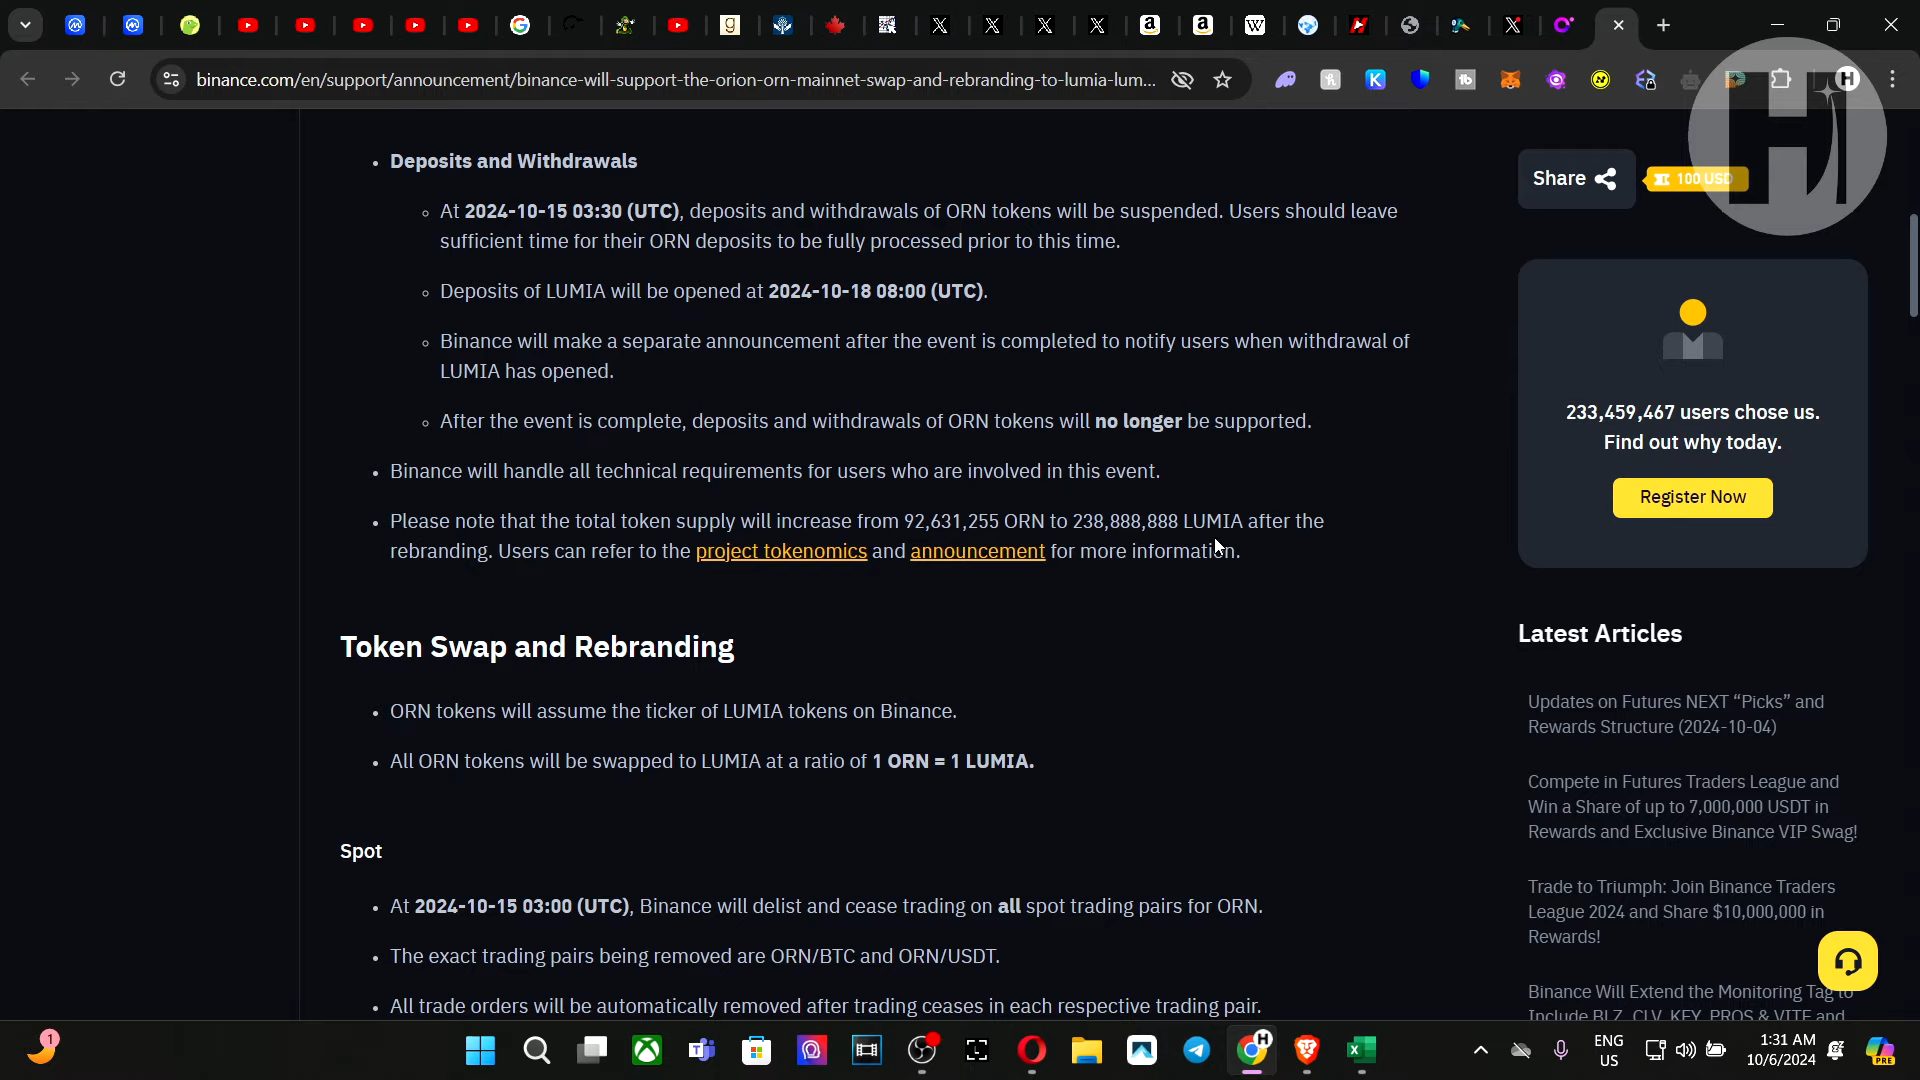 binance.com/en/support/announcement/binance-will-support-the-orion-orn-mainnet-swap-and-rebranding-to-lumia-lum...
Deposits and Withdrawals
At 2024-10-15 03:30 (UTC), deposits and withdrawals of ORN tokens will be suspended. Users should leave
sufficient time for their ORN deposits to be fully processed prior to this time.
Deposits of LUMIA will be opened at 2024-10-18 08:00 (UTC).
Binance will make a separate announcement after the event is completed to notify users when withdrawal of
LUMIA has opened.
After the event is complete, deposits and withdrawals of ORN tokens will no longer be supported.
Binance will handle all technical requirements for users who are involved in this event.
Please note that the total token supply will increase from 92,631,255 ORN to 238,888,888 LUMIA after the
rebranding. Users can refer to the project tokenomics and announcement for more information.
Token Swap and Rebranding
ORN tokens will assume the ticker of LUMIA tokens on Binance.
All ORN tokens will be swapped to LUMIA at a ratio of 1 ORN = 1 LUMIA.
Spot
At 2024-10-15 03:00 (UTC), Binance will delist and cease trading on all spot trading pairs for ORN.
The exact trading pairs being removed are ORN/BTC and ORN/USDT.
All trade orders will be automatically removed after trading ceases in each respective trading pair.
Share
100 USD
H
233,459,467 users chose us.
Find out why today.
Register Now
Latest Articles
Updates on Futures NEXT “Picks” and
Rewards Structure (2024-10-04)
Compete in Futures Traders League and
Win a Share of up to 7,000,000 USDT in
Rewards and Exclusive Binance VIP Swag!
Trade to Triumph: Join Binance Traders
League 2024 and Share $10,000,000 in
Rewards!
Binance Will Extend the Monitoring Tag to
Include BLZ, CLV, KEY, PROS & VITE and
1
ENG
US
1:31 AM
10/6/2024
PRE